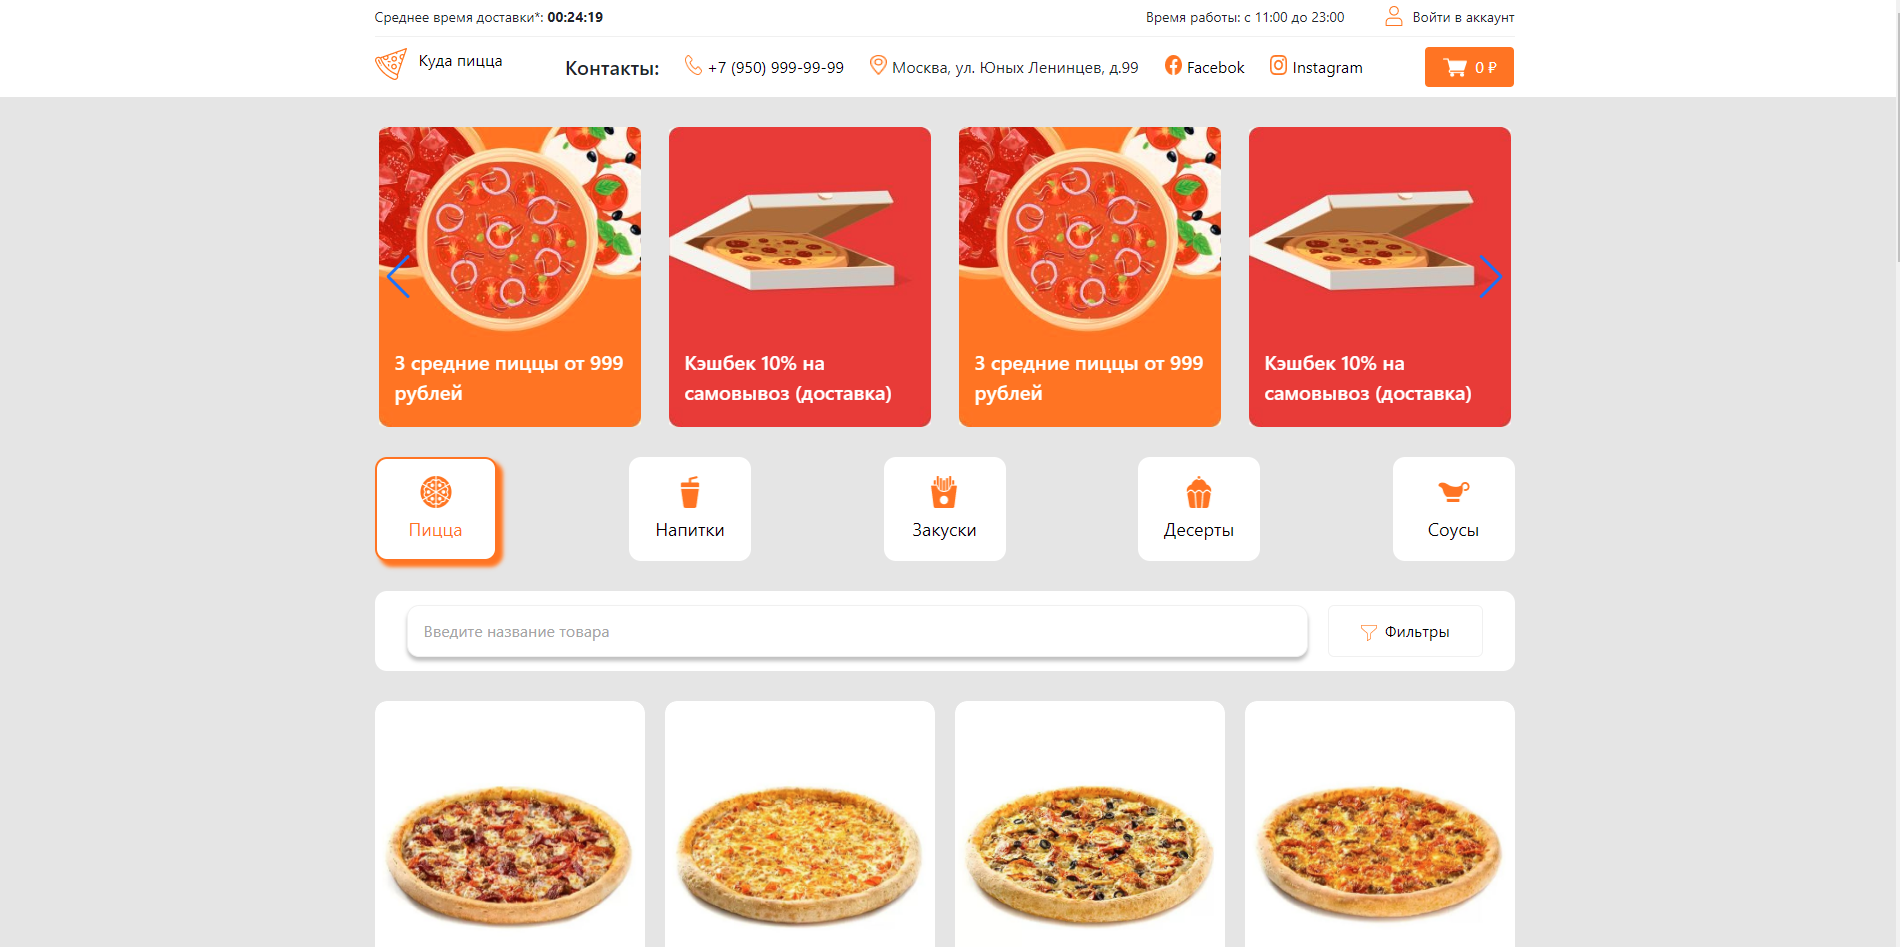 Среднее время доставки*: 00:24:19
Время работы: с 11:00 до 23:00
Войти в аккаунт
Куда пицца
Контакты:
+7 (950) 999-99-99
Москва, ул. Юных Ленинцев, д.99
Facebok
Instagram
0 ₽
3 средние пиццы от 999
рублей
Кэшбек 10% на
самовывоз (доставка)
3 средние пиццы от 999
рублей
Кэшбек 10% на
самовывоз (доставка)
Пицца
Напитки
Закуски
Десерты
Соусы
Введите название товара
Фильтры